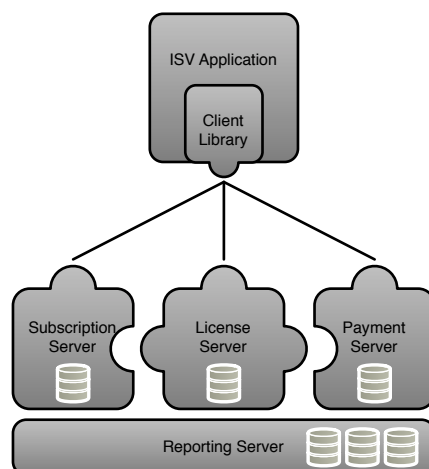 ISV Application
Client
Library
Subscription
Server
License
Server
Payment
Server
Reporting Server